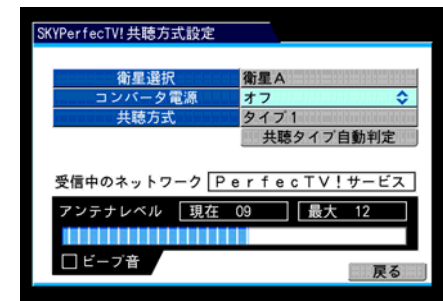 SKYPerfecTV! 共聴方式設定
衛星選択 衛星A
コンバータ電源 オフ
共聴方式 タイプ1
共聴タイプ自動判定
受信中のネットワーク PerfecTV!サービス
アンテナレベル 現在 09 最大 12
ビープ音
戻る